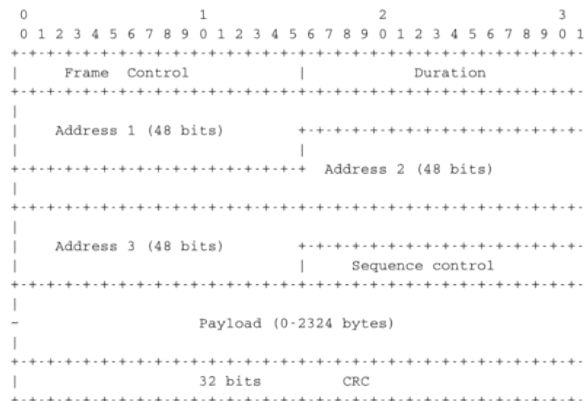 0 1 2 3
0 1 2 3 4 5 6 7 8 9 0 1 2 3 4 5 6 7 8 9 0 1 2 3 4 5 6 7 8 9 0 1
+-+-+-+-+-+-+-+-+-+-+-+-+-+-+-+-+-+-+-+-+-+-+-+-+-+-+-+-+-+-+-+-
| Frame Control | Duration
+-+-+-+-+-+-+-+-+-+-+-+-+-+-+-+-+-+-+-+-+-+-+-+-+-+-+-+-+-+-+-+-
|
| Address 1 (48 bits) +-+-+-+-+-+-+-+-+-+-+-+-+-+-+-+-
| |
+-+-+-+-+-+-+-+-+-+-+-+-+-+-+-+-+ Address 2 (48 bits)
|
+-+-+-+-+-+-+-+-+-+-+-+-+-+-+-+-+-+-+-+-+-+-+-+-+-+-+-+-+-+-+-+-
|
| Address 3 (48 bits) +-+-+-+-+-+-+-+-+-+-+-+-+-+-+-+-
| | Sequence control
+-+-+-+-+-+-+-+-+-+-+-+-+-+-+-+-+-+-+-+-+-+-+-+-+-+-+-+-+-+-+-+-
|
~ Payload (0-2324 bytes)
|
+-+-+-+-+-+-+-+-+-+-+-+-+-+-+-+-+-+-+-+-+-+-+-+-+-+-+-+-+-+-+-+-
| 32 bits CRC
+-+-+-+-+-+-+-+-+-+-+-+-+-+-+-+-+-+-+-+-+-+-+-+-+-+-+-+-+-+-+-+-